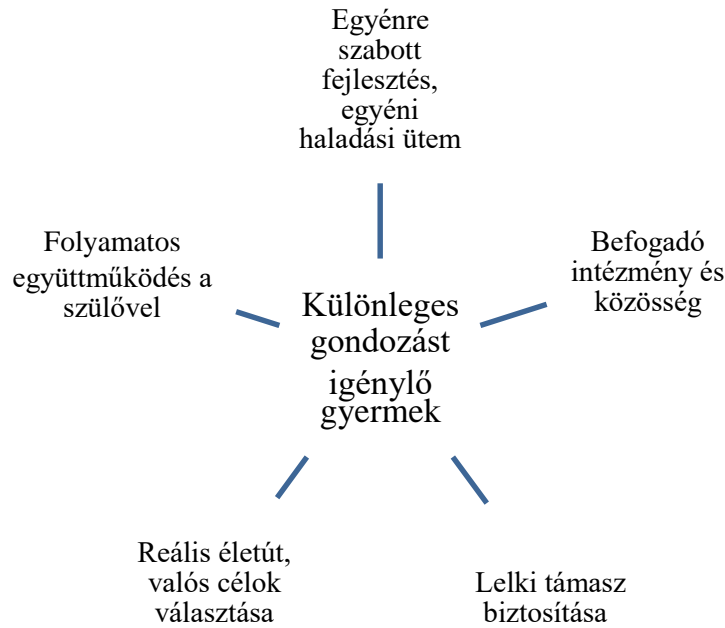 Egyénre
szabott
fejlesztés,
egyéni
haladási ütem
Folyamatos
együttműködés a
szülővel
Befogadó
intézmény és
közösség
Különleges
gondozást
igénylő
gyermek
Reális életút,
valós célok
választása
Lelki támasz
biztosítása